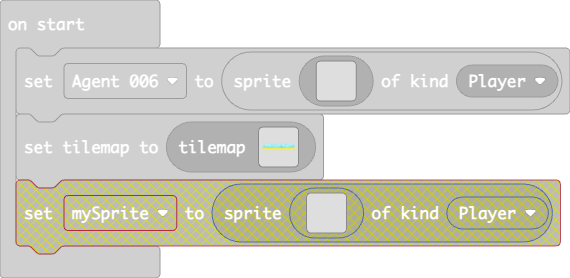 on start
set Agent 006 to sprite of kind Player
set tilemap to tilemap
set mySprite to sprite of kind Player